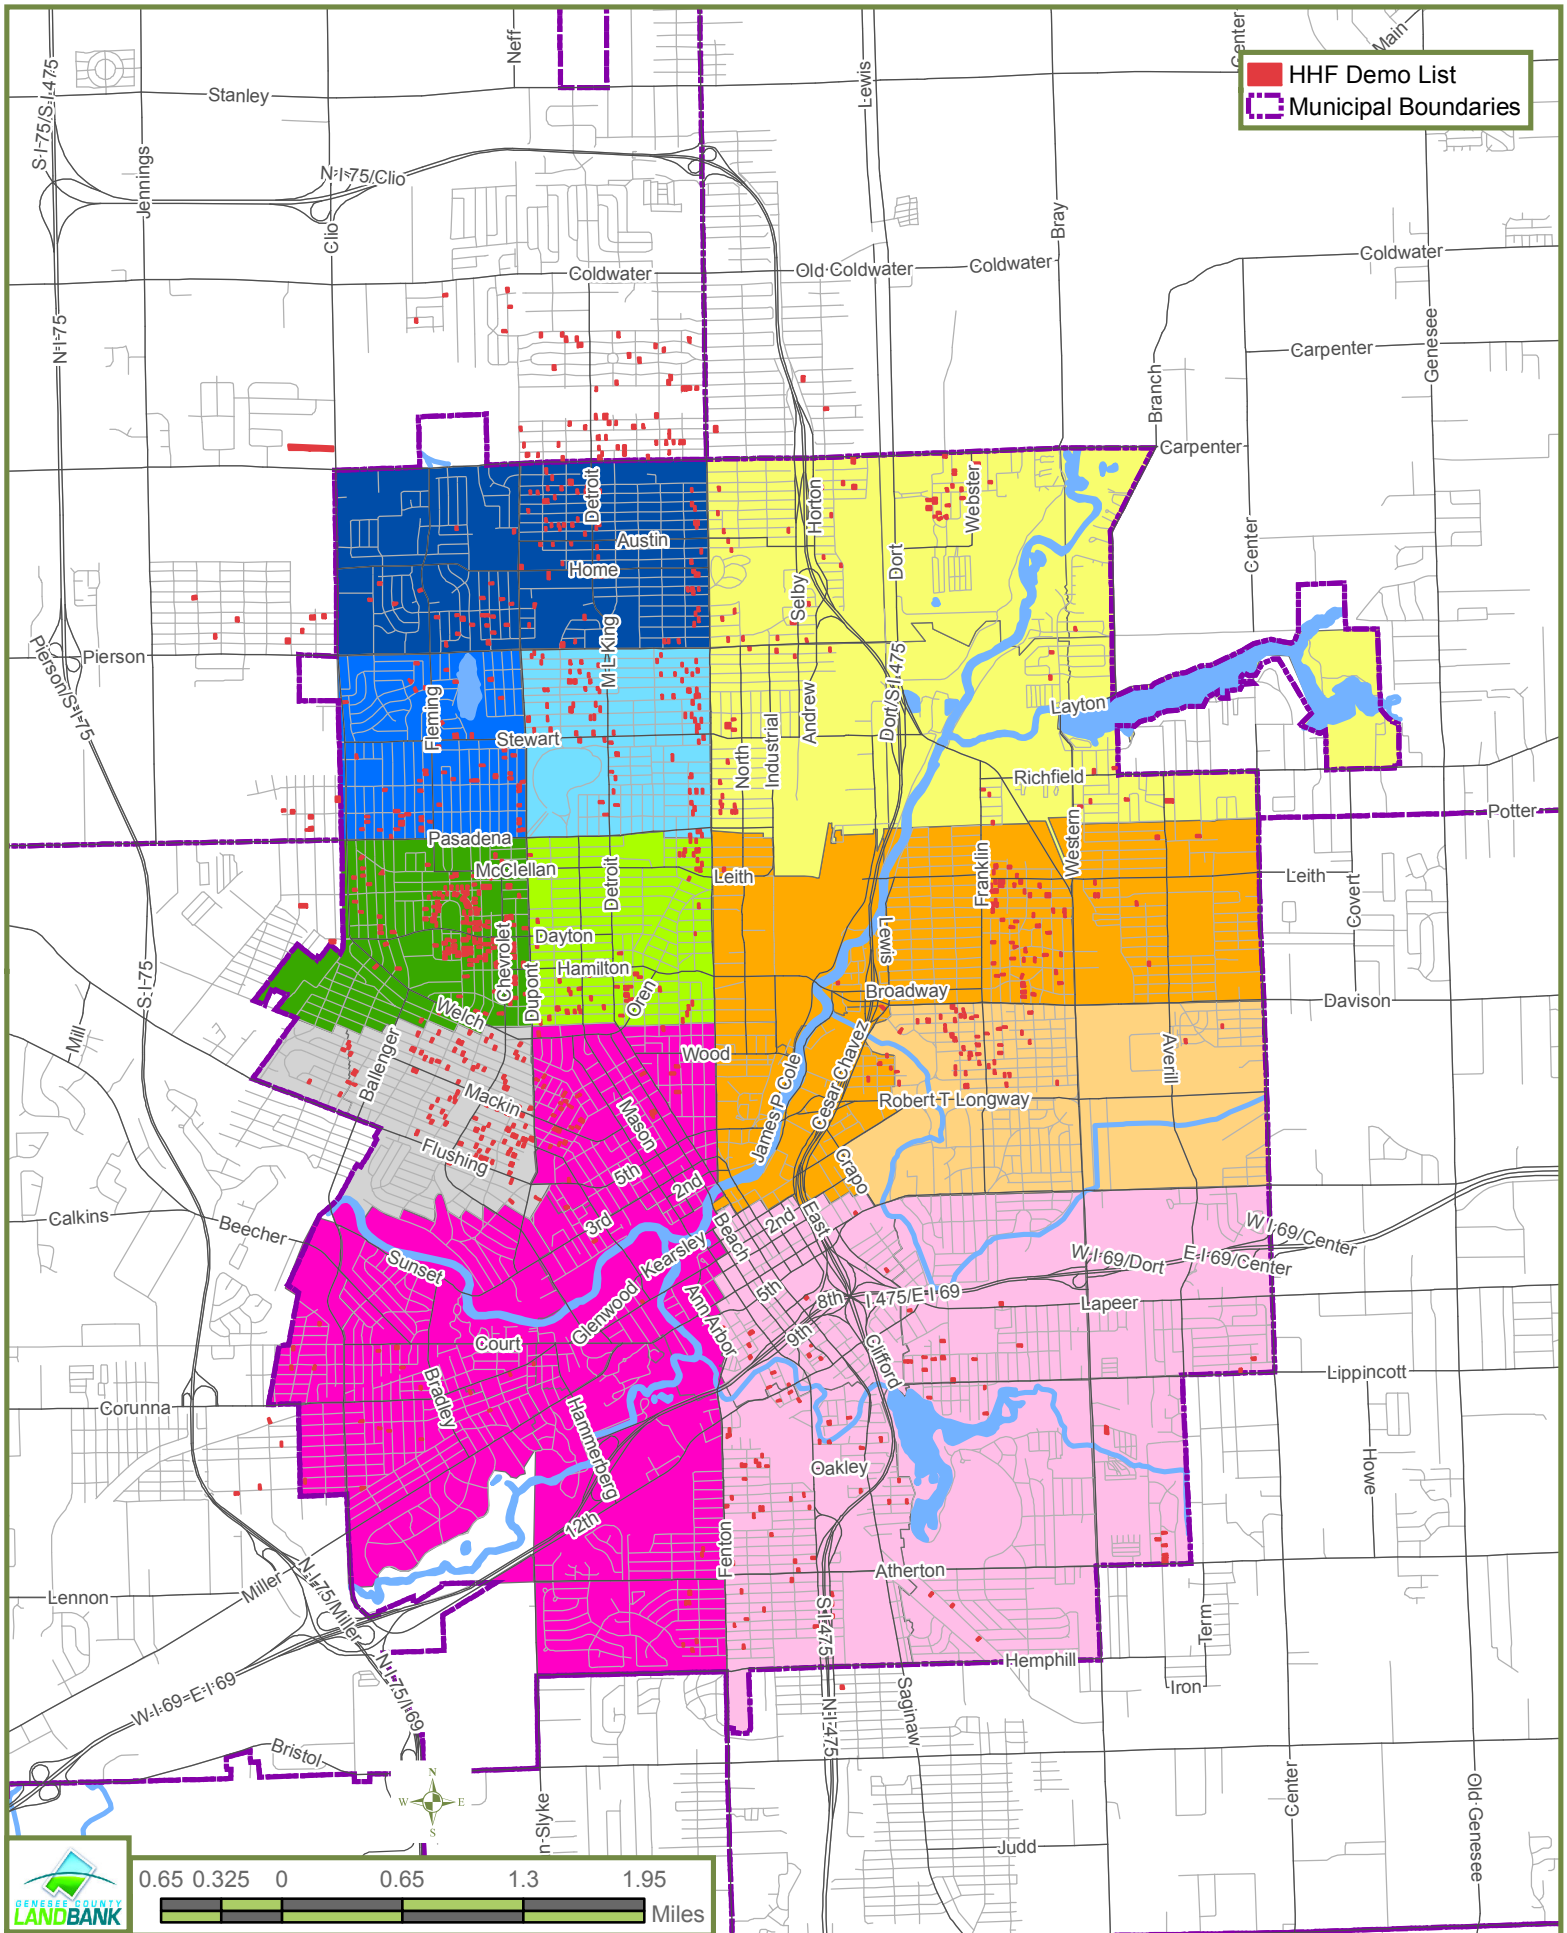 HHF Demo List
Municipal Boundaries
Neff
Lewis
Center
Main
S-I-75/S-I-475
Stanley
Jennings
N-I-75/Clio
Clio
Bray
Coldwater
Old-Coldwater
Coldwater
Coldwater
N-I-75
Genesee
Carpenter
Branch
Carpenter
Detroit
Horton
Webster
Austin
Center
Home
Dort
Selby
Pierson
Pierson/S-I-75
M-L-King
Fleming
Andrew
Dort/S-I-475
Layton
Stewart
North
Industrial
Richfield
Potter
Pasadena
Western
McClellan
Detroit
Leith
Franklin
Leith
Covert
Dayton
Lewis
Chevrolet
Hamilton
Dupont
Oren
S-I-75
Broadway
Davison
Welch
Mill
Ballenger
Wood
Cesar Chavez
Averill
James P Cole
Mackin
Robert-T-Longway
Mason
Flushing
5th
Crapo
2nd
Calkins
Beecher
3rd
Beach
2nd
East
W I-69/Center
Sunset
Kearsley
W-I-69/Dort
E-I-69/Center
Glenwood
5th
8th
I-475/E-I-69
Lapeer
Ann Arbor
9th
Court
Clifford
Bradley
Lippincott
Corunna
Hammerberg
Oakley
Howe
12th
Fenton
Atherton
N-I-75/Miller
Miller
Lennon
S-I-475
Term
Hemphill
Iron
W-I-69-E-I-69
N-I-75/I-69
Saginaw
N-I-475
Bristol
N
W
E
S
n-Slyke
Center
Old-Genesee
Judd
GENESEE COUNTY
LANDBANK
0.65 0.325 0 0.65 1.3 1.95
Miles